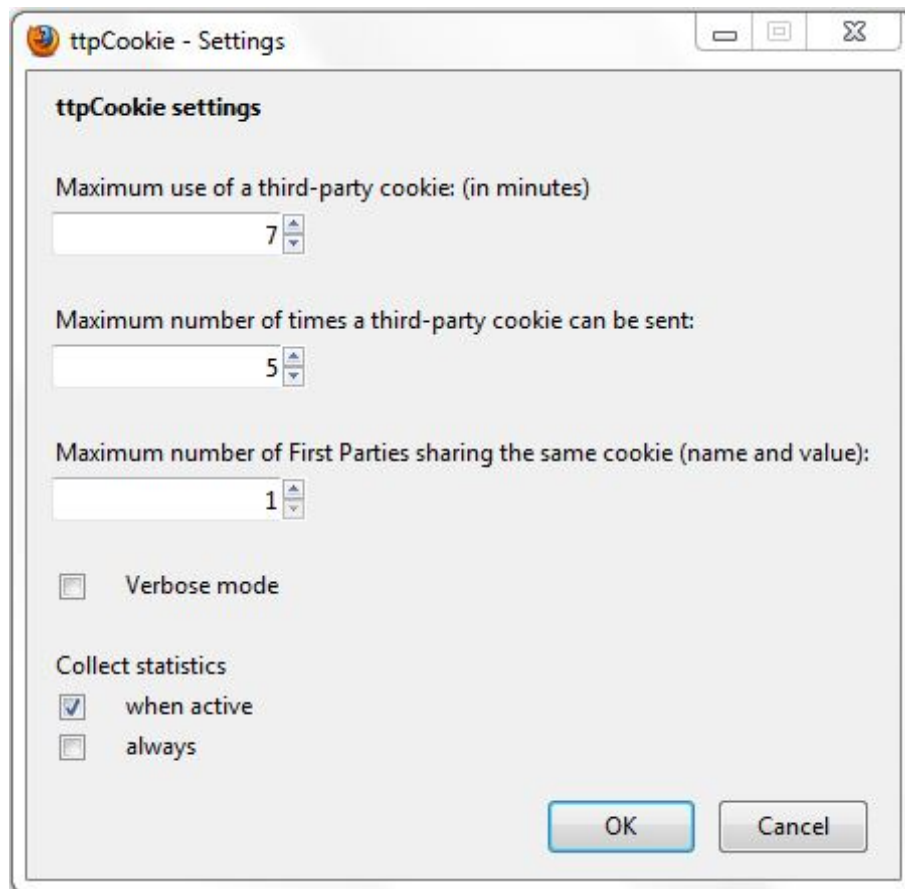 ttpCookie - Settings
ttpCookie settings
Maximum use of a third-party cookie: (in minutes)
7
Maximum number of times a third-party cookie can be sent:
5
Maximum number of First Parties sharing the same cookie (name and value):
1
Verbose mode
Collect statistics
when active
always
OK Cancel